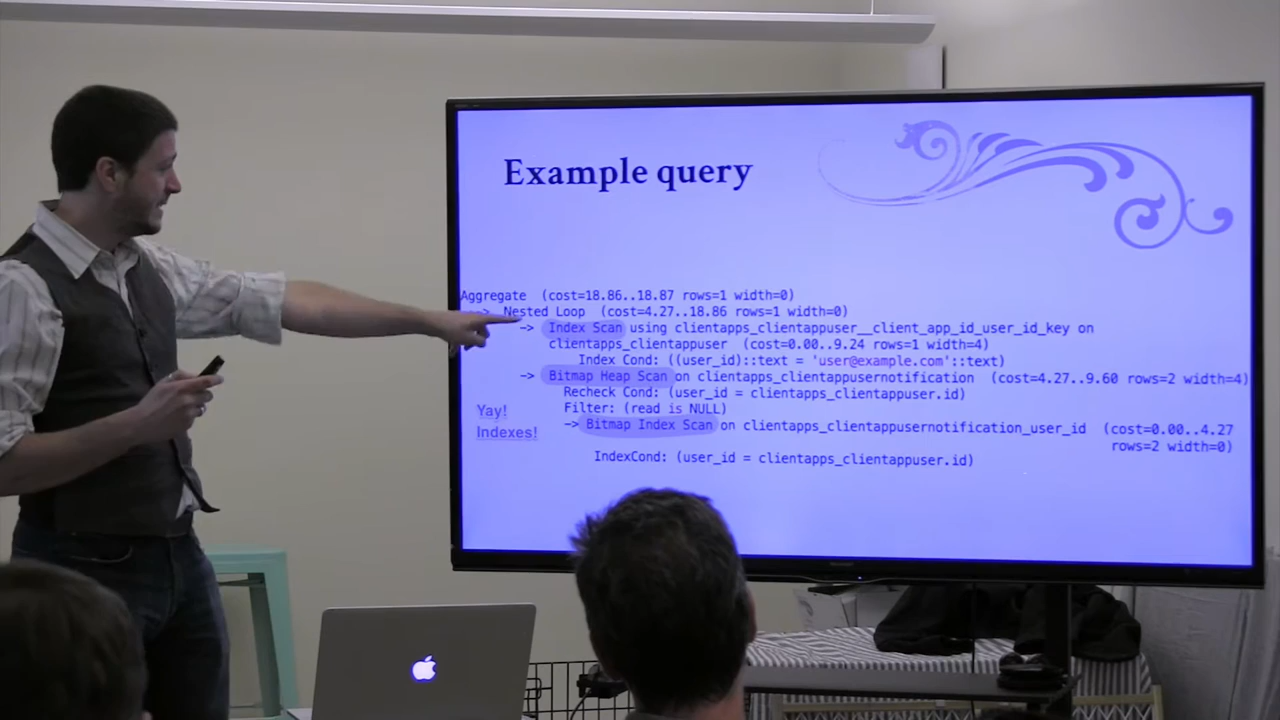 Example query
Aggregate (cost=18.86..18.87 rows=1 width=0)
-> Nested Loop (cost=4.27..18.86 rows=1 width=0)
-> Index Scan using clientapps_clientappuser__client_app_id_user_id_key on
clientapps_clientappuser (cost=0.00..9.24 rows=1 width=4)
Index Cond: ((user_id)::text = 'user@example.com'::text)
-> Bitmap Heap Scan on clientapps_clientappusernotification (cost=4.27..9.60 rows=2 width=4)
Recheck Cond: (user_id = clientapps_clientappuser.id)
Filter: (read is NULL)
-> Bitmap Index Scan on clientapps_clientappusernotification_user_id (cost=0.00..4.27
rows=2 width=0)
IndexCond: (user_id = clientapps_clientappuser.id)
Yay!
Indexes!